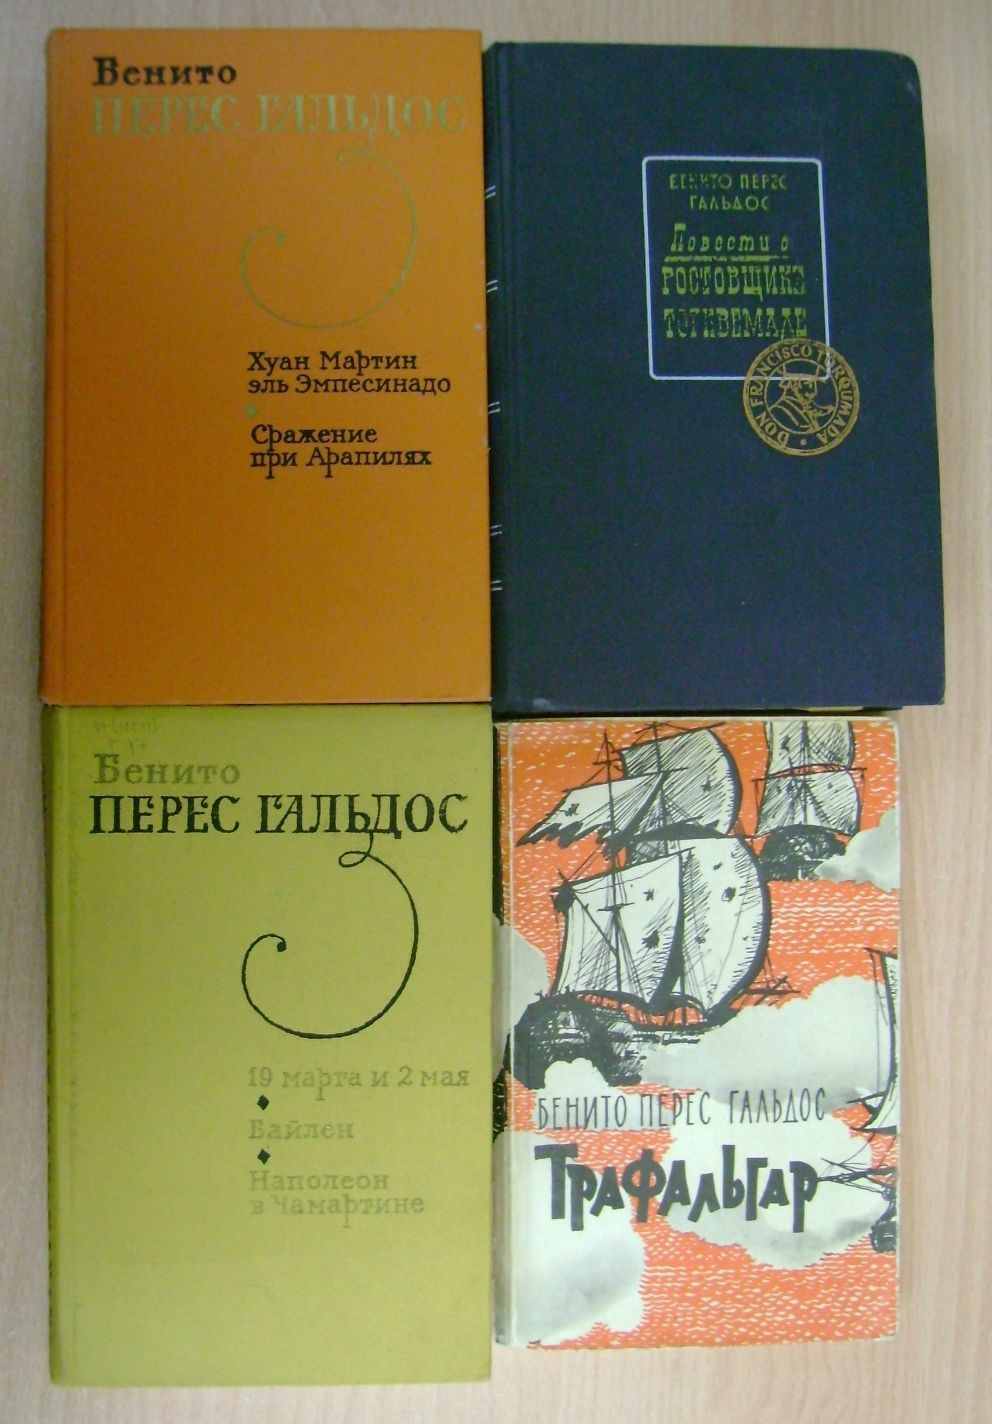 Бенито
ПЕРЕС ГАЛЬДОС
Хуан Мартин
эль Эмпесинадо
Сражение
при Арапилях
БЕНИТО ПЕРЕС
ГАЛЬДОС
Повести о
РОСТОВЩИКЕ
ТОРКВЕМАДЕ
DON FRANCISCO TURQUMADA
Бенито
ПЕРЕС ГАЛЬДОС
19 марта и 2 мая
Байлен
Наполеон
в Чамартине
БЕНИТО ПЕРЕС ГАЛЬДОС
ТРАФАЛЬГАР